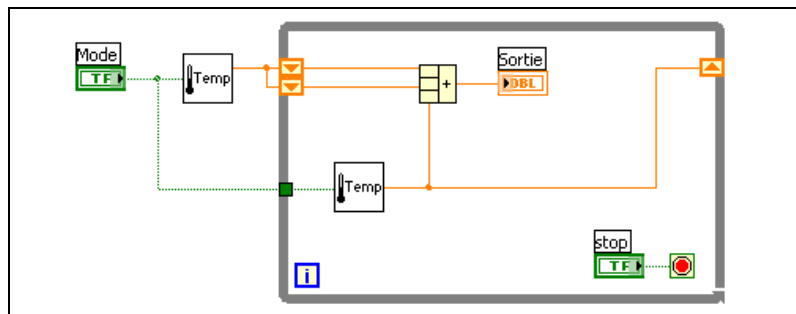 Mode
TF
Temp
Sortie
DBL
+
Temp
stop
TF
i